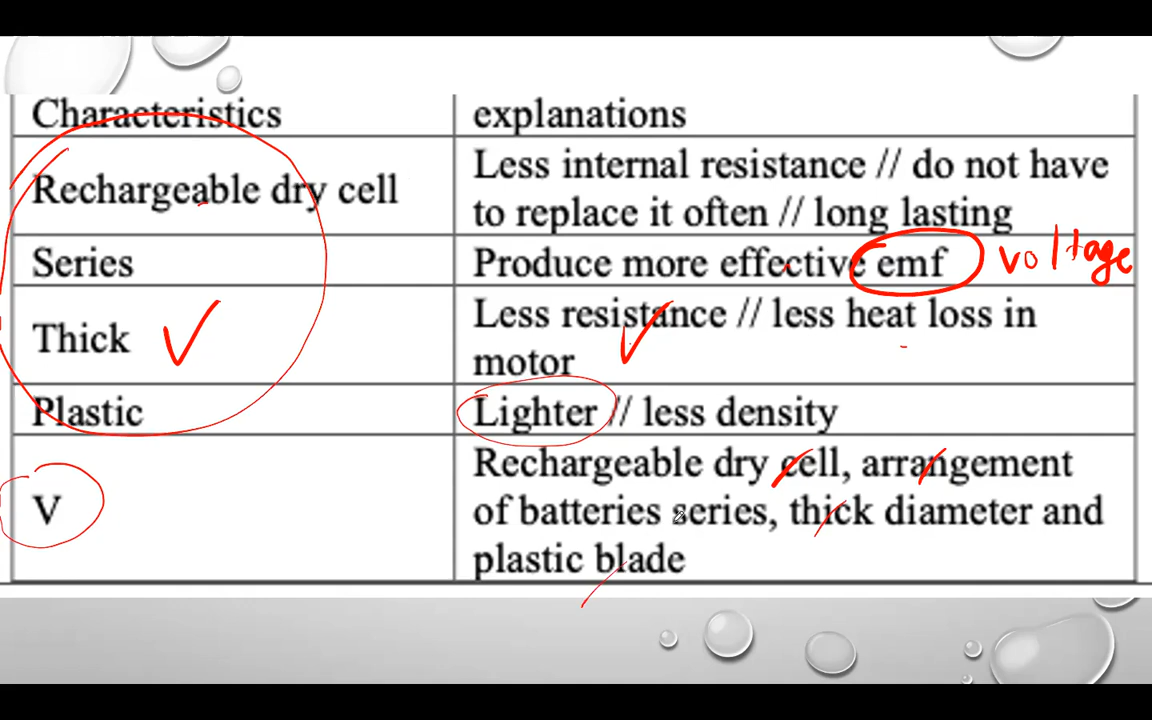 Characteristics
explanations
Rechargeable dry cell
Less internal resistance // do not have
to replace it often // long lasting
Series
Produce more effective emf
voltage
Thick
Less resistance // less heat loss in
motor
Plastic
Lighter // less density
V
Rechargeable dry cell, arrangement
of batteries series, thick diameter and
plastic blade